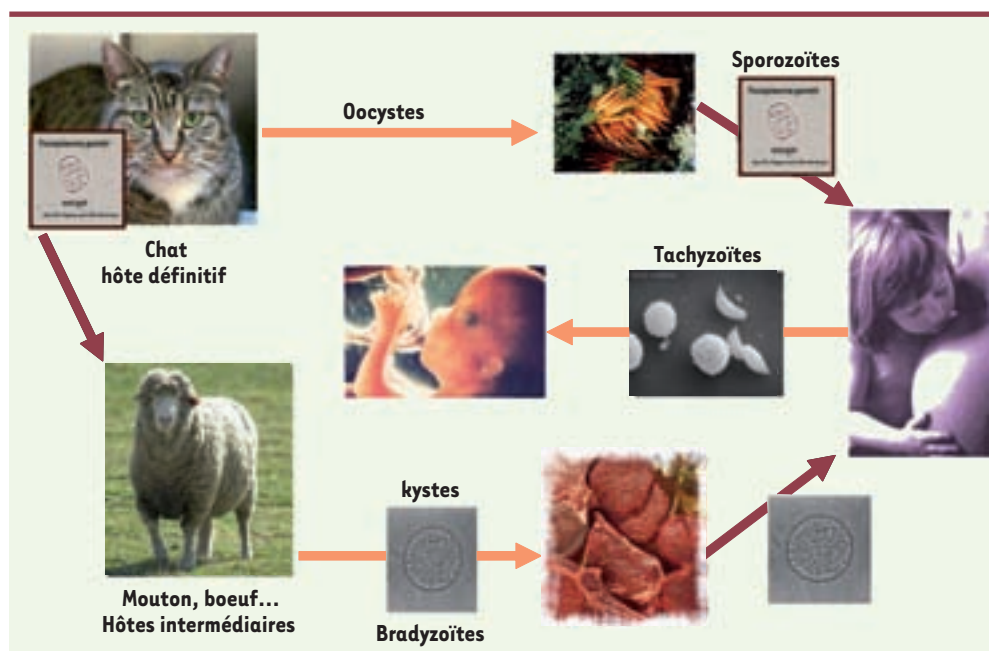 Sporozoïtes
Oocystes
Chat
hôte définitif
Tachyzoïtes
kystes
Mouton, boeuf...
Hôtes intermédiaires
Bradyzoïtes